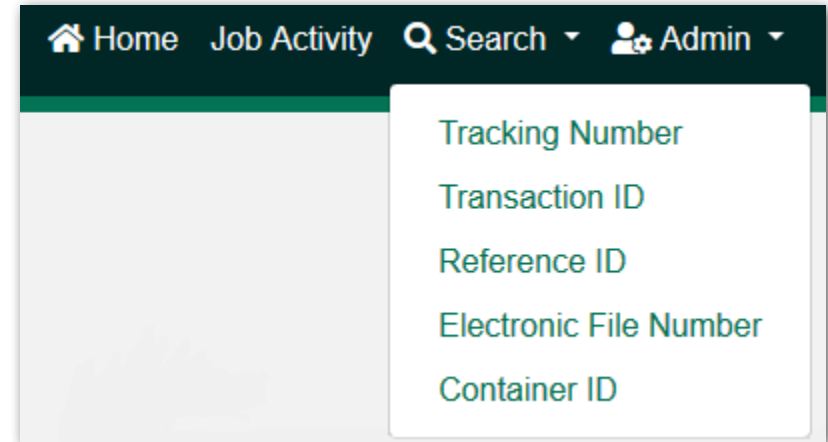 Home Job Activity Search Admin
Tracking Number
Transaction ID
Reference ID
Electronic File Number
Container ID